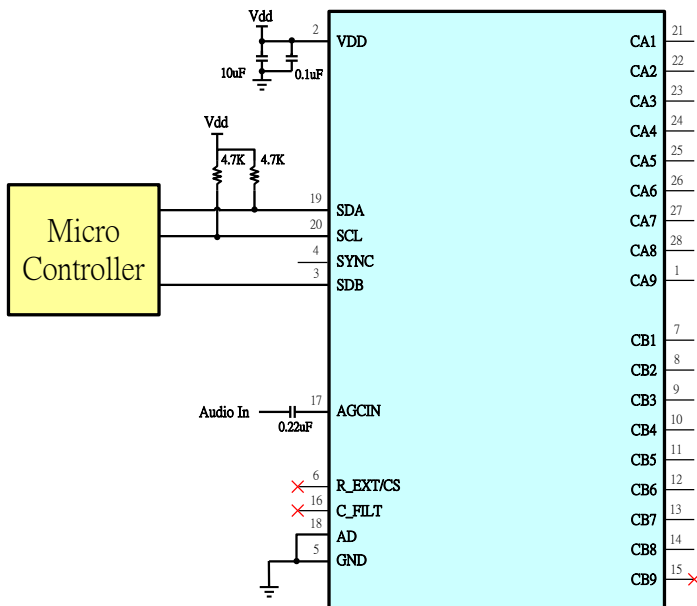 Vdd
2 VDD CA1 21
10uF 0.1uF
CA2 22
CA3 23
Vdd
CA4 24
4.7K 4.7K
CA5 25
CA6 26
19 SDA CA7 27
20 SCL
CA8 28
4 SYNC
3 SDB CA9 1
Micro
Controller
CB1 7
CB2 8
CB3 9
Audio In 17 AGCIN
0.22uF
CB4 10
CB5 11
6 R_EXT/CS CB6 12
16 C_FILT
CB7 13
18 AD
CB8 14
5 GND
CB9 15